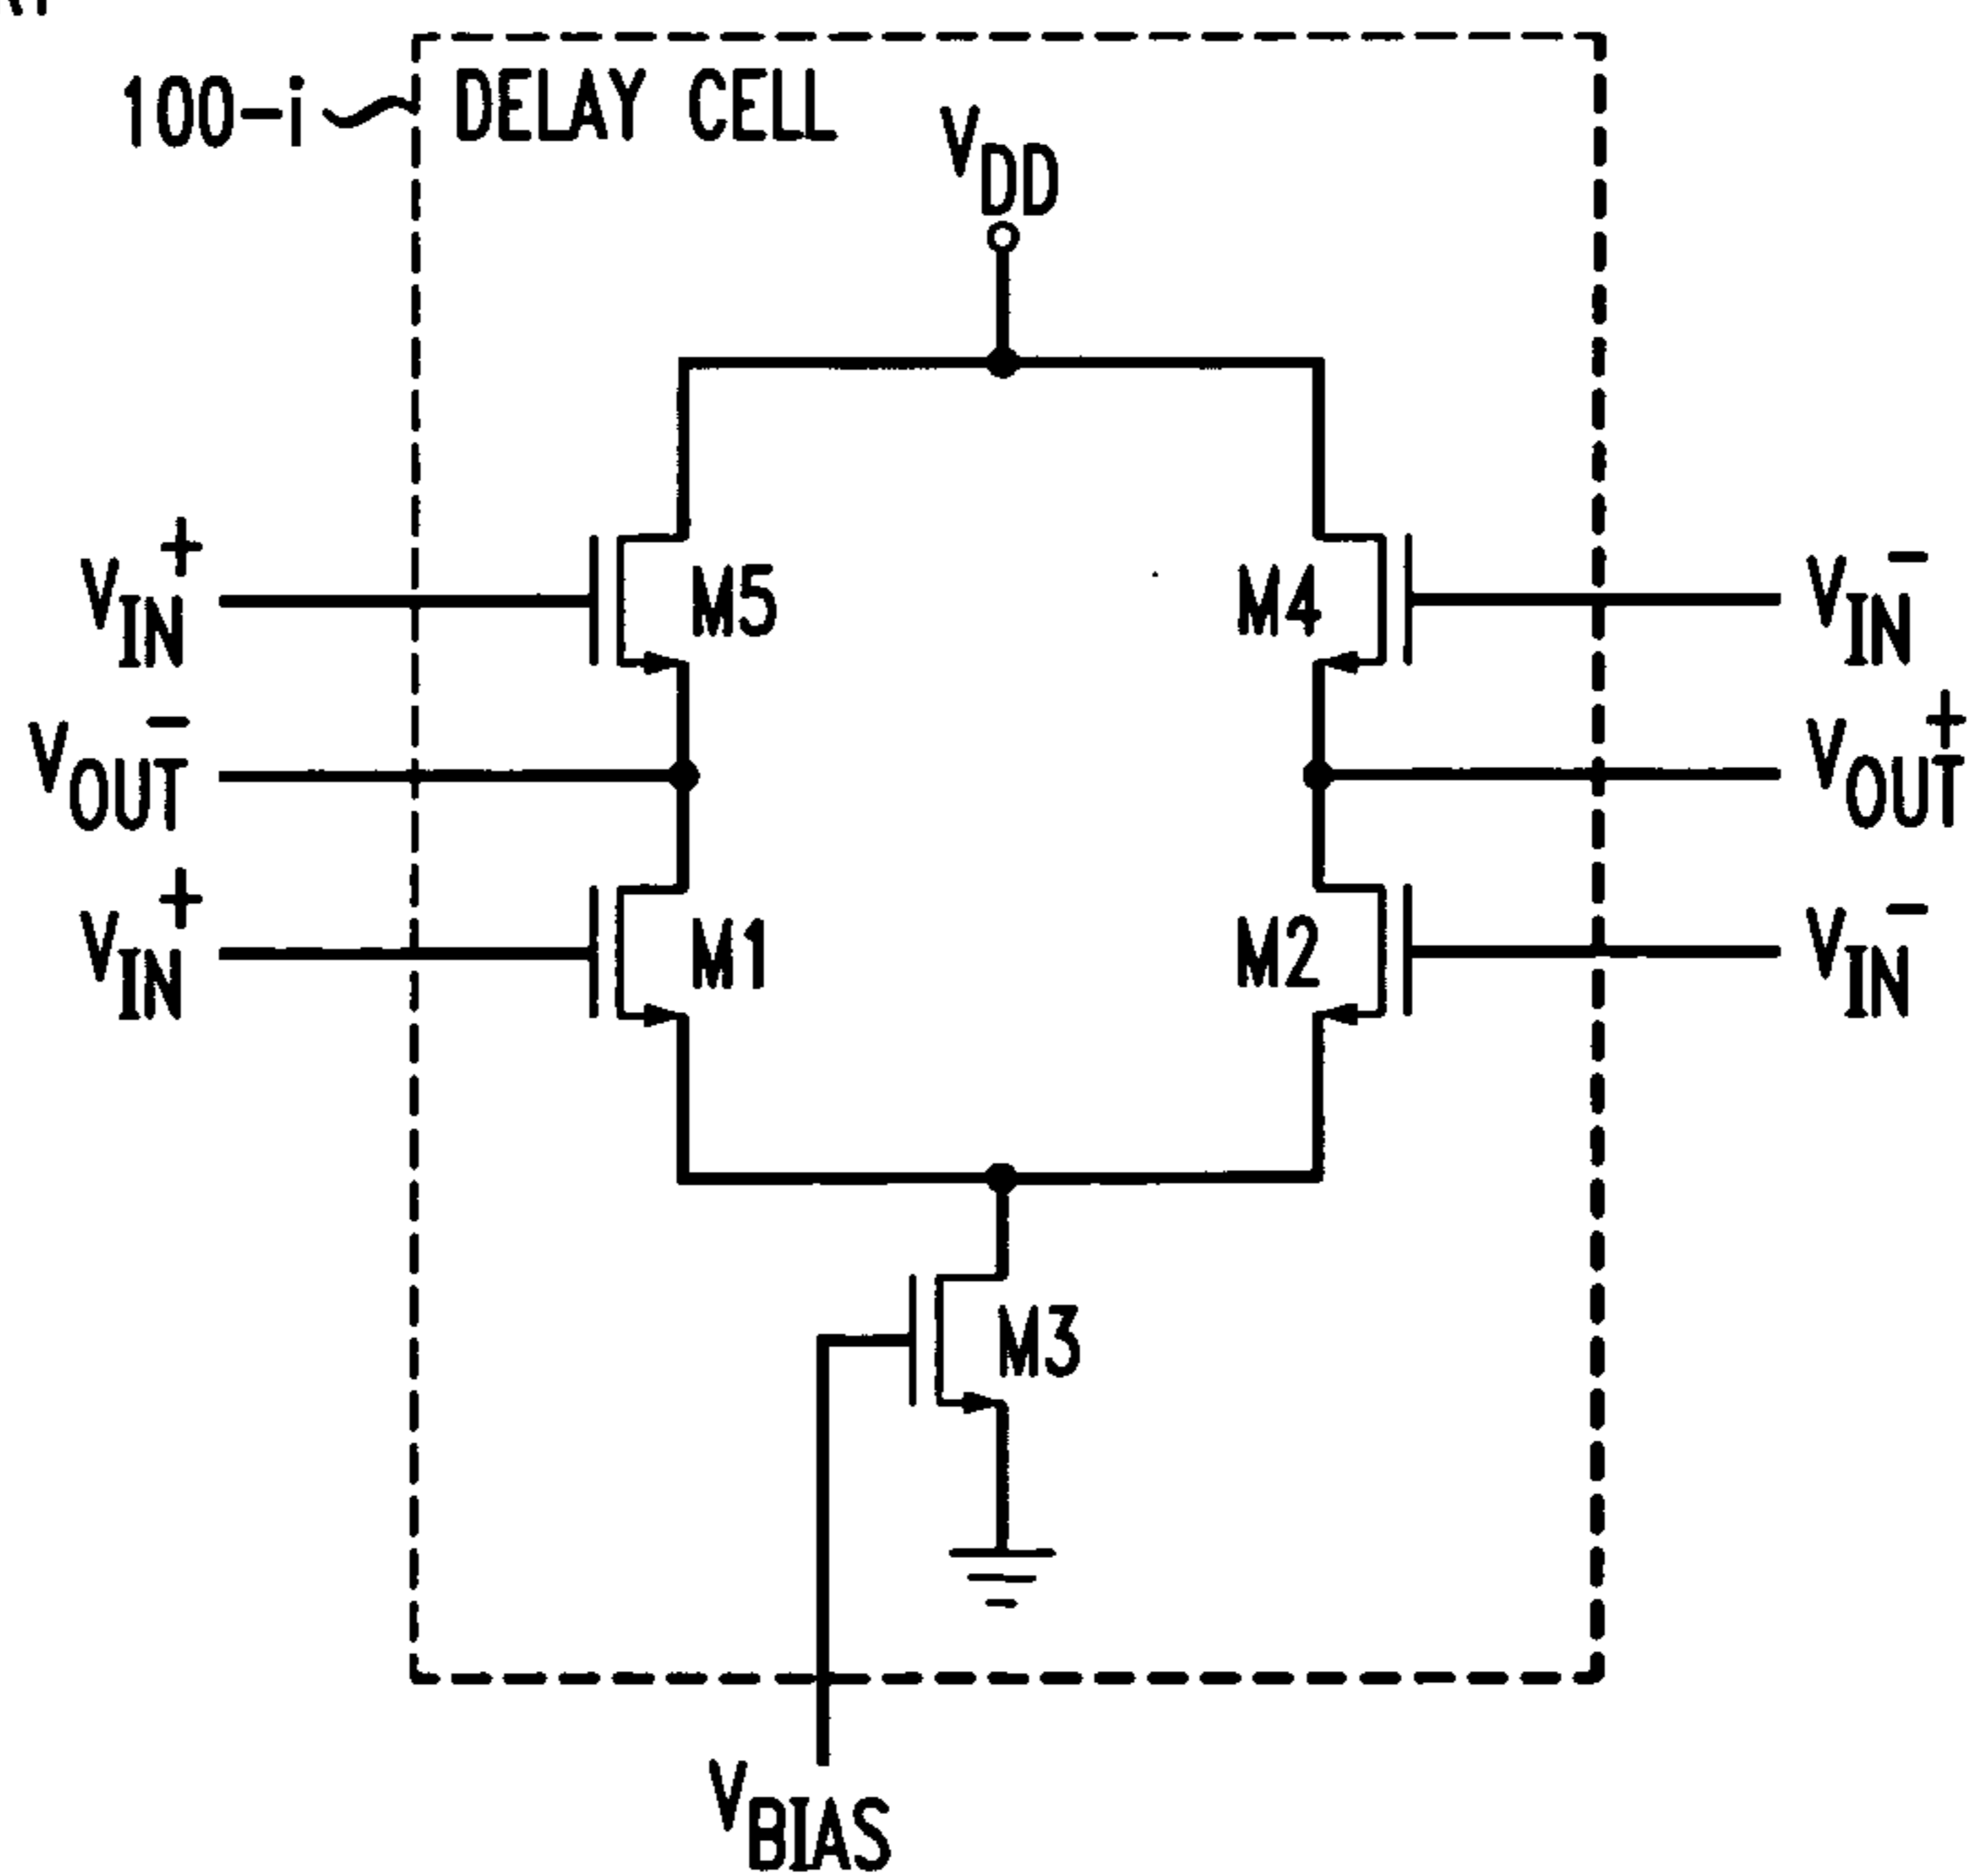 100-i
DELAY CELL
VDD
VIN+
M5
M4
VIN-
VOUT-
VOUT+
VIN+
M1
M2
VIN-
M3
VBIAS